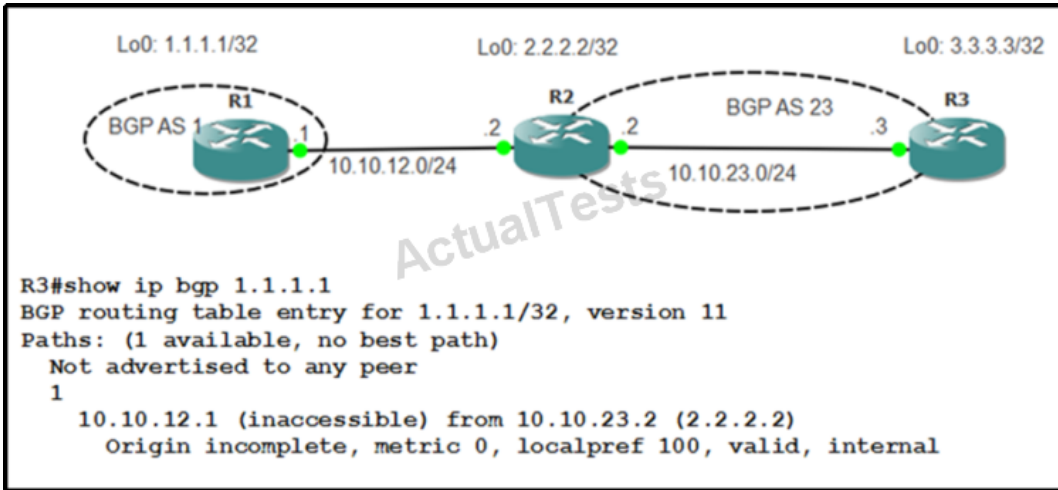 Lo0: 1.1.1.1/32
Lo0: 2.2.2.2/32
Lo0: 3.3.3.3/32
R1
R2
R3
BGP AS 1
BGP AS 23
.1
.2
.2
.3
10.10.12.0/24
10.10.23.0/24
ActualTests
R3#show ip bgp 1.1.1.1
BGP routing table entry for 1.1.1.1/32, version 11
Paths: (1 available, no best path)
Not advertised to any peer
1
10.10.12.1 (inaccessible) from 10.10.23.2 (2.2.2.2)
Origin incomplete, metric 0, localpref 100, valid, internal